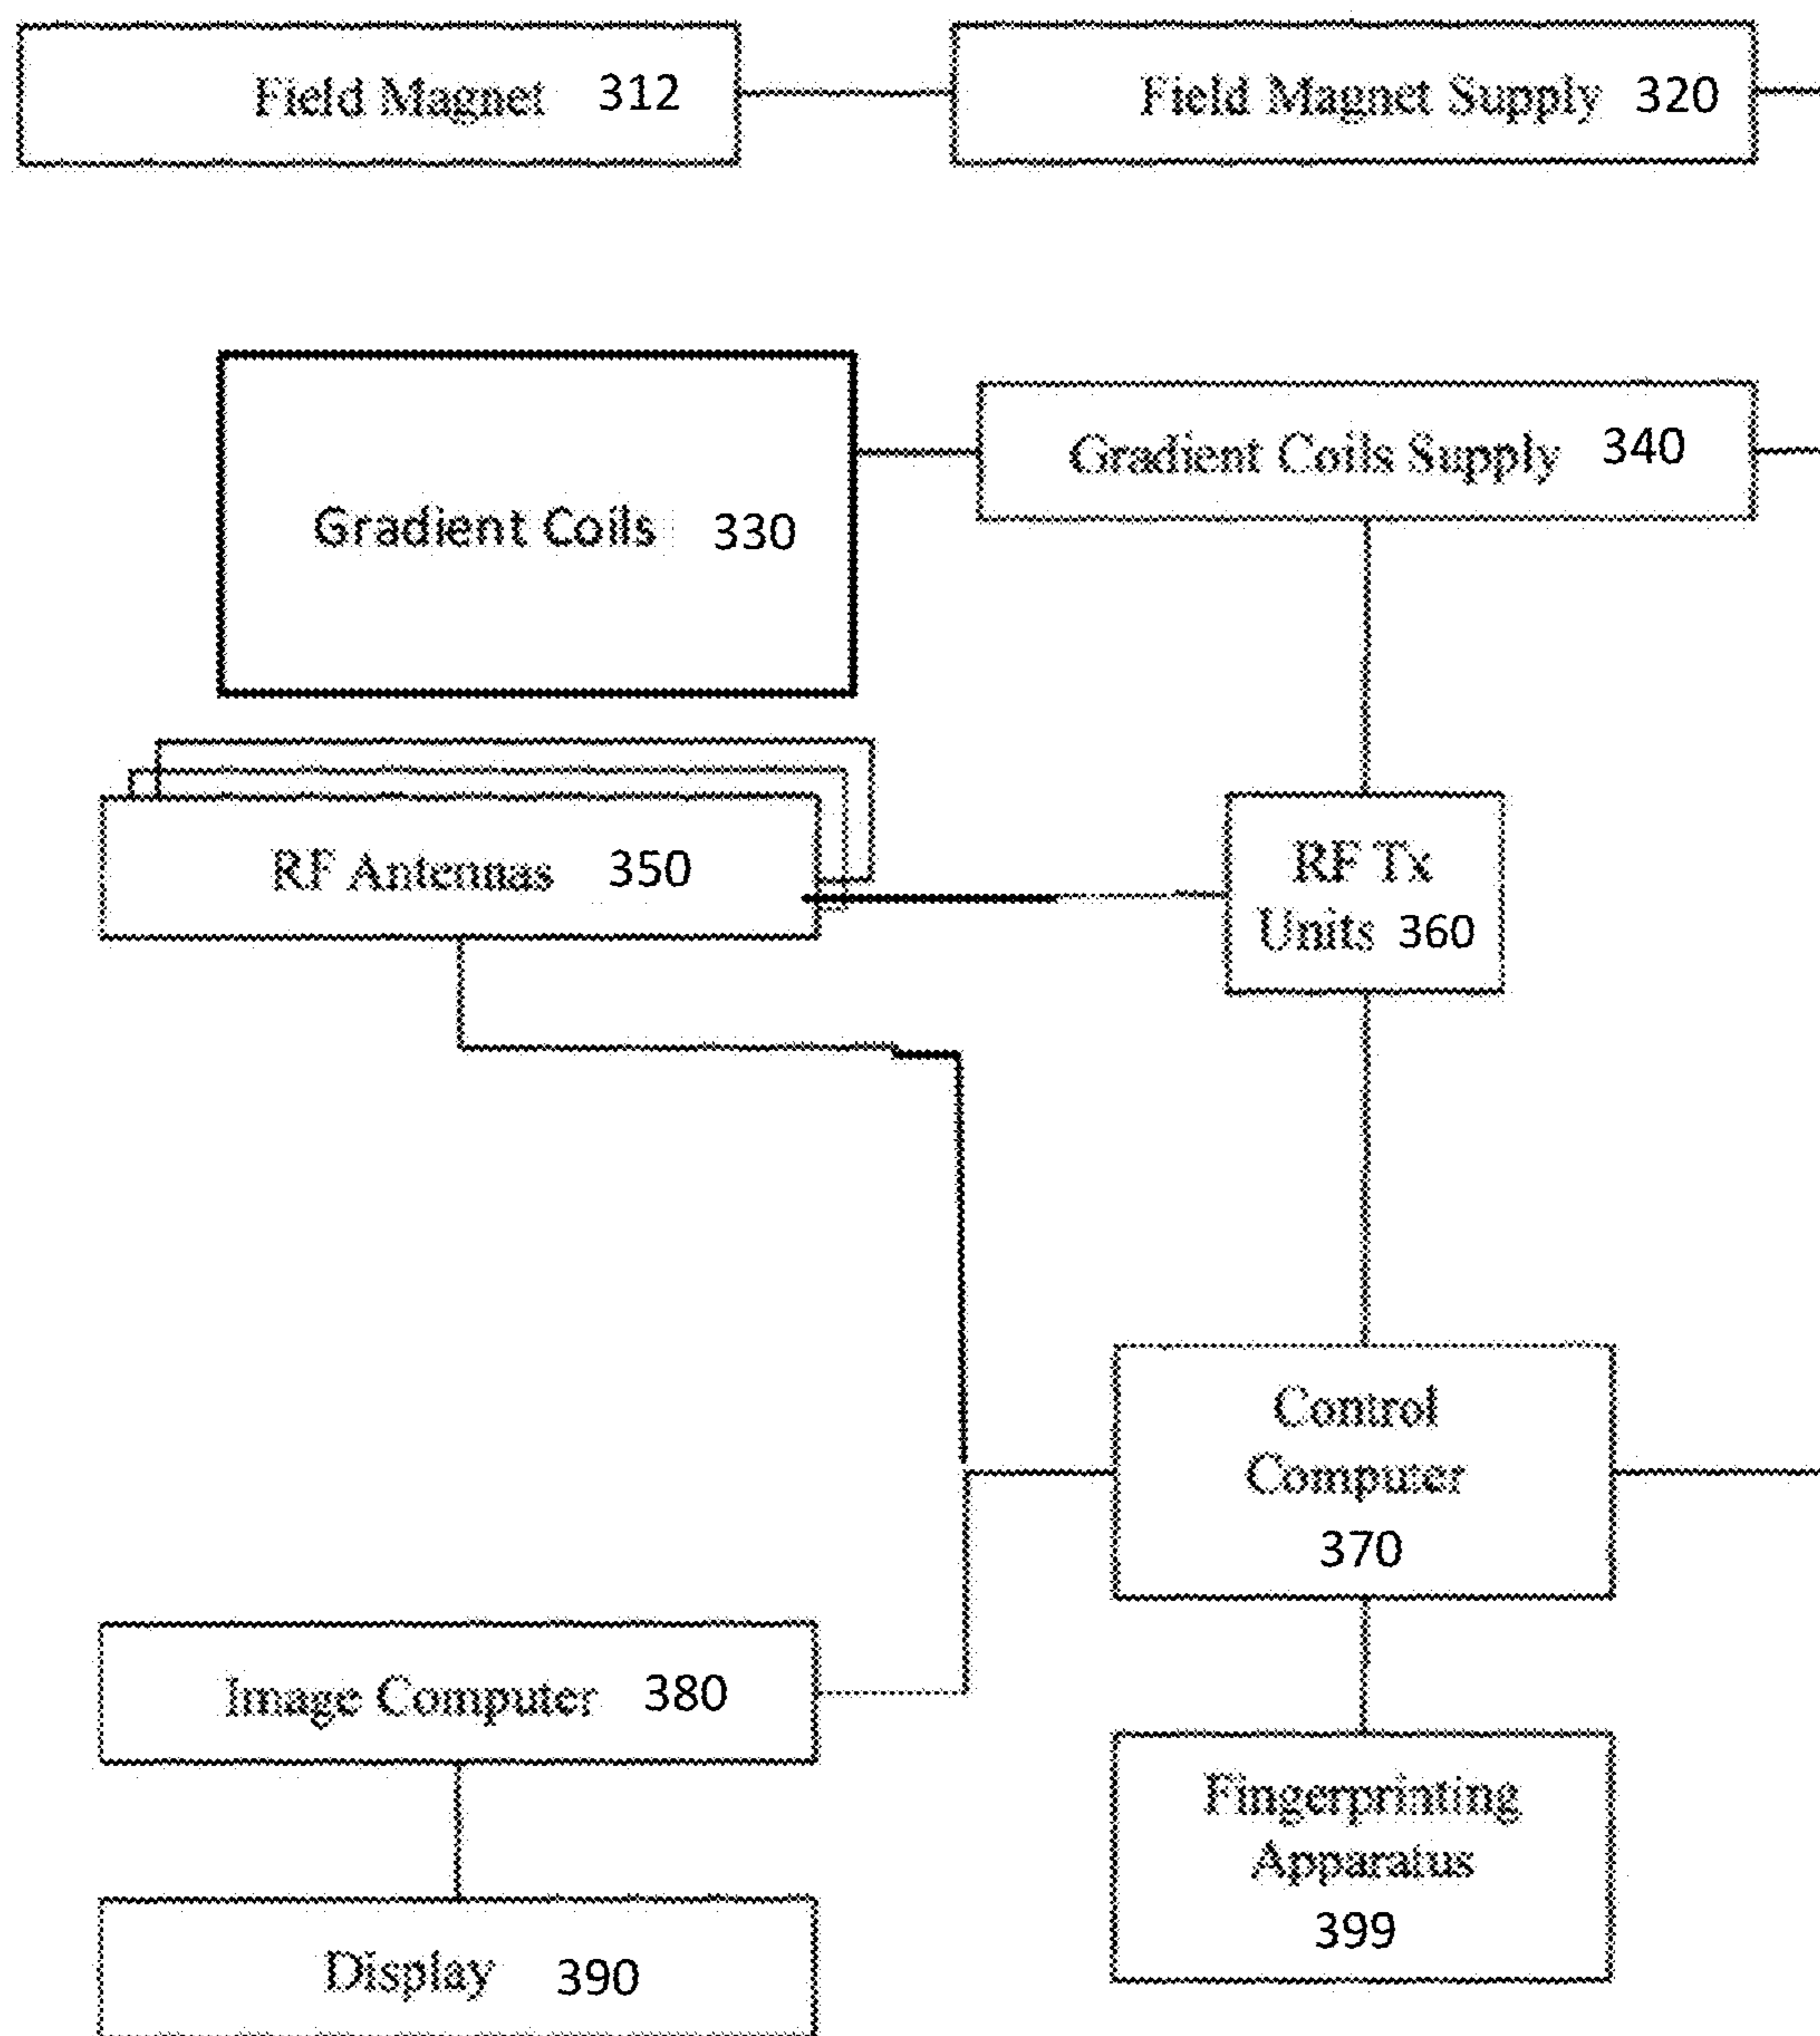 Field Magnet 312
Field Magnet Supply 320
Gradient Coils 330
Gradient Coils Supply 340
RF Antennas 350
RF Tx
Units 360
Control
Computer
370
Image Computer 380
Fingerprinting
Apparatus
399
Display 390